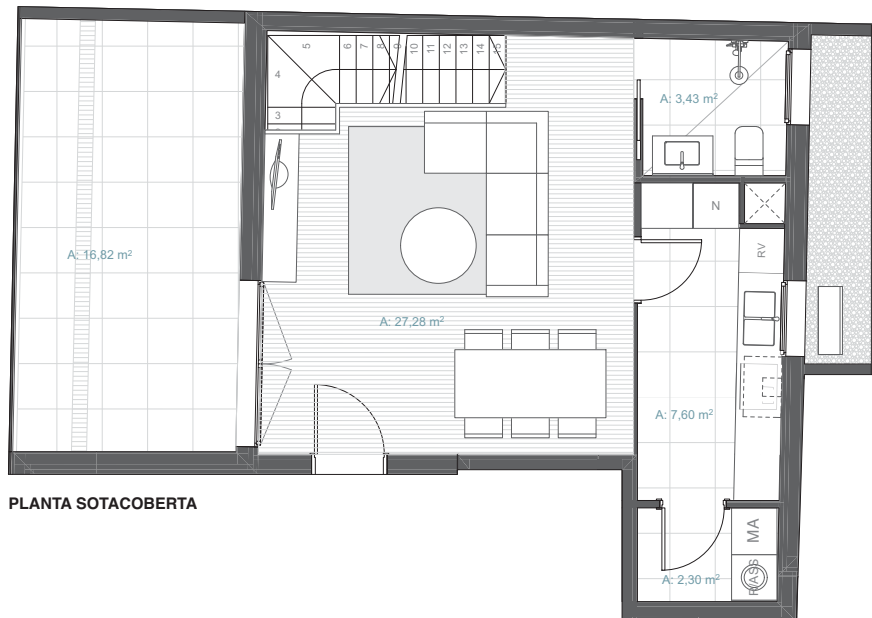 5
6
7
8
9
10
11
12
13
14
15
4
3
A: 3,43 m²
N
RV
A: 16,82 m²
A: 27,28 m²
A: 7,60 m²
PLANTA SOTACOBERTA
MA
A: 2,30 m²